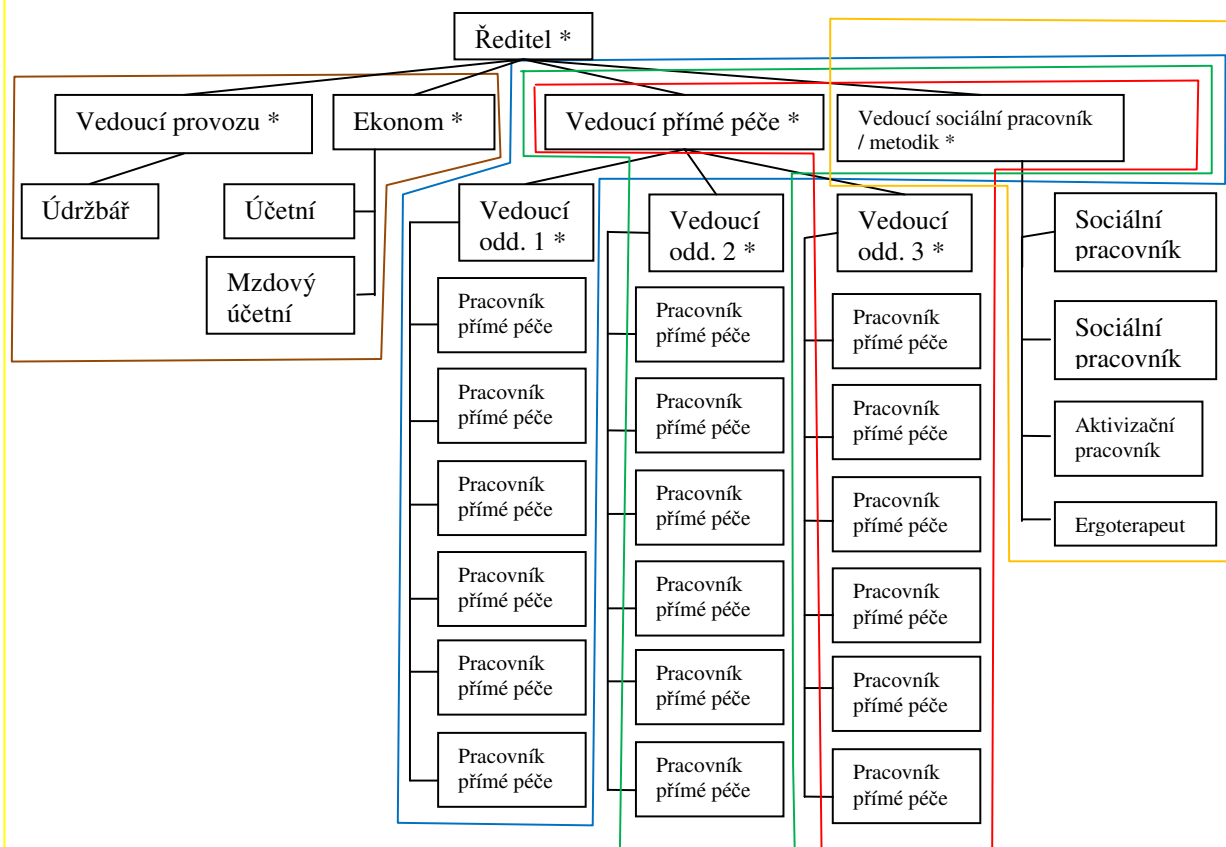 Ředitel *
Vedoucí provozu *
Ekonom *
Vedoucí přímé péče *
Vedoucí sociální pracovník
/ metodik *
Údržbář
Účetní
Mzdový
účetní
Vedoucí
odd. 1 *
Pracovník
přímé péče
Pracovník
přímé péče
Pracovník
přímé péče
Pracovník
přímé péče
Pracovník
přímé péče
Pracovník
přímé péče
Vedoucí
odd. 2 *
Pracovník
přímé péče
Pracovník
přímé péče
Pracovník
přímé péče
Pracovník
přímé péče
Pracovník
přímé péče
Pracovník
přímé péče
Vedoucí
odd. 3 *
Pracovník
přímé péče
Pracovník
přímé péče
Pracovník
přímé péče
Pracovník
přímé péče
Pracovník
přímé péče
Pracovník
přímé péče
Sociální
pracovník
Sociální
pracovník
Aktivizační
pracovník
Ergoterapeut